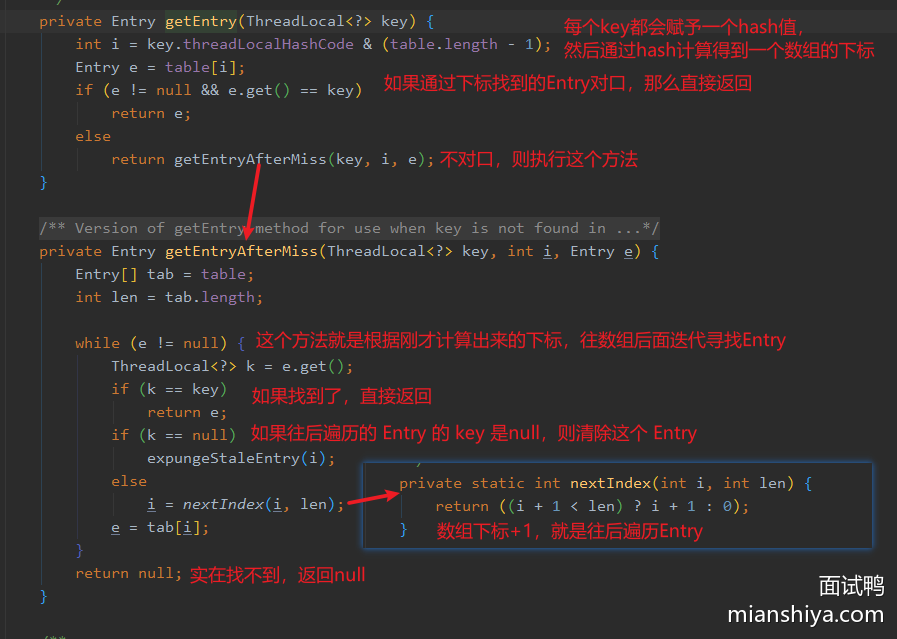 private Entry getEntry(ThreadLocal<?> key) {
每个key都会赋予一个hash值，
int i = key.threadLocalHashCode & (table.length - 1);
然后通过hash计算得到一个数组的下标
Entry e = table[i];
if (e != null && e.get() == key) 如果通过下标找到的Entry对口，那么直接返回
return e;
else
return getEntryAfterMiss(key, i, e); 不对口，则执行这个方法
}
/** Version of getEntry method for use when key is not found in ...*/
private Entry getEntryAfterMiss(ThreadLocal<?> key, int i, Entry e) {
Entry[] tab = table;
int len = tab.length;
while (e != null) { 这个方法就是根据刚才计算出来的下标，往数组后面迭代寻找Entry
ThreadLocal<?> k = e.get();
if (k == key) 如果找到了，直接返回
return e;
if (k == null) 如果往后遍历的 Entry 的 key 是null，则清除这个 Entry
expungeStaleEntry(i);
else
i = nextIndex(i, len);
e = tab[i];
}
private static int nextIndex(int i, int len) {
return ((i + 1 < len) ? i + 1 : 0);
} 数组下标+1，就是往后遍历Entry
return null; 实在找不到，返回null
}
面试鸭
mianshiya.com
/**